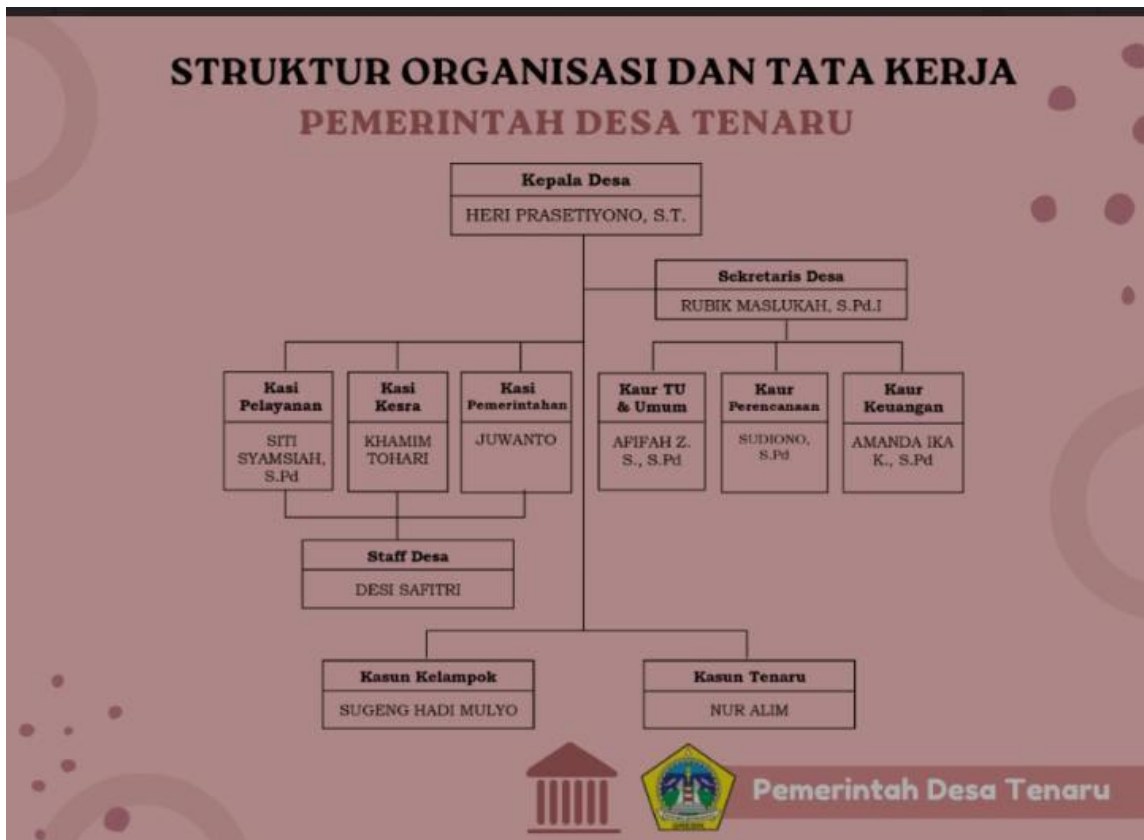 STRUKTUR ORGANISASI DAN TATA KERJA
PEMERINTAH DESA TENARU
Kepala Desa
HERI PRASETIYONO, S.T.
Sekretaris Desa
RUBIK MASLUKAH, S.Pd.I
Kasi
Pelayanan
SITI
SYAMSIAH,
S.Pd
Kasi
Kesra
KHAMIM
TOHARI
Kasi
Pemerintahan
JUWANTO
Kaur TU
& Umum
AFIFAH Z.
S., S.Pd
Kaur
Perencanaan
SUDIONO,
S.Pd
Kaur
Keuangan
AMANDA IKA
K., S.Pd
Staff Desa
DESI SAFITRI
Kasun Kelampok
SUGENG HADI MULYO
Kasun Tenaru
NUR ALIM
Pemerintah Desa Tenaru